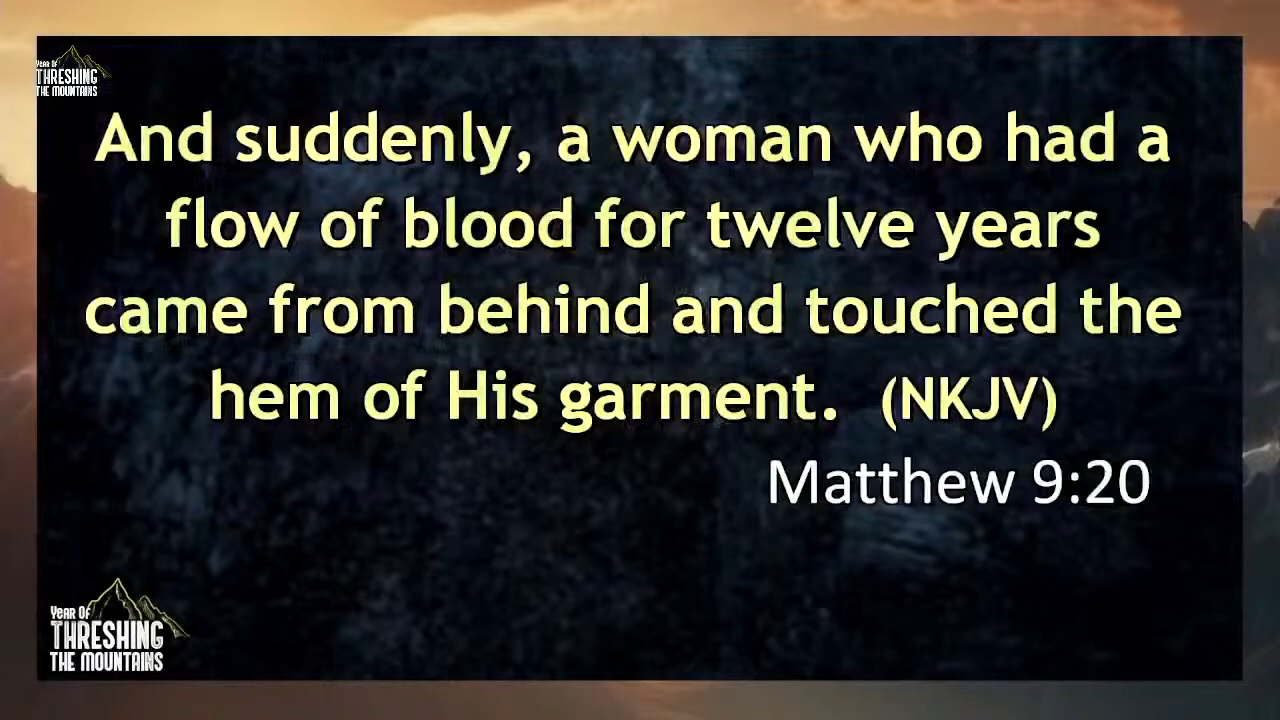 Year Of
THRESHING
THE MOUNTAINS
And suddenly, a woman who had a
flow of blood for twelve years
came from behind and touched the
hem of His garment. (NKJV)
Matthew 9:20
Year Of
THRESHING
THE MOUNTAINS